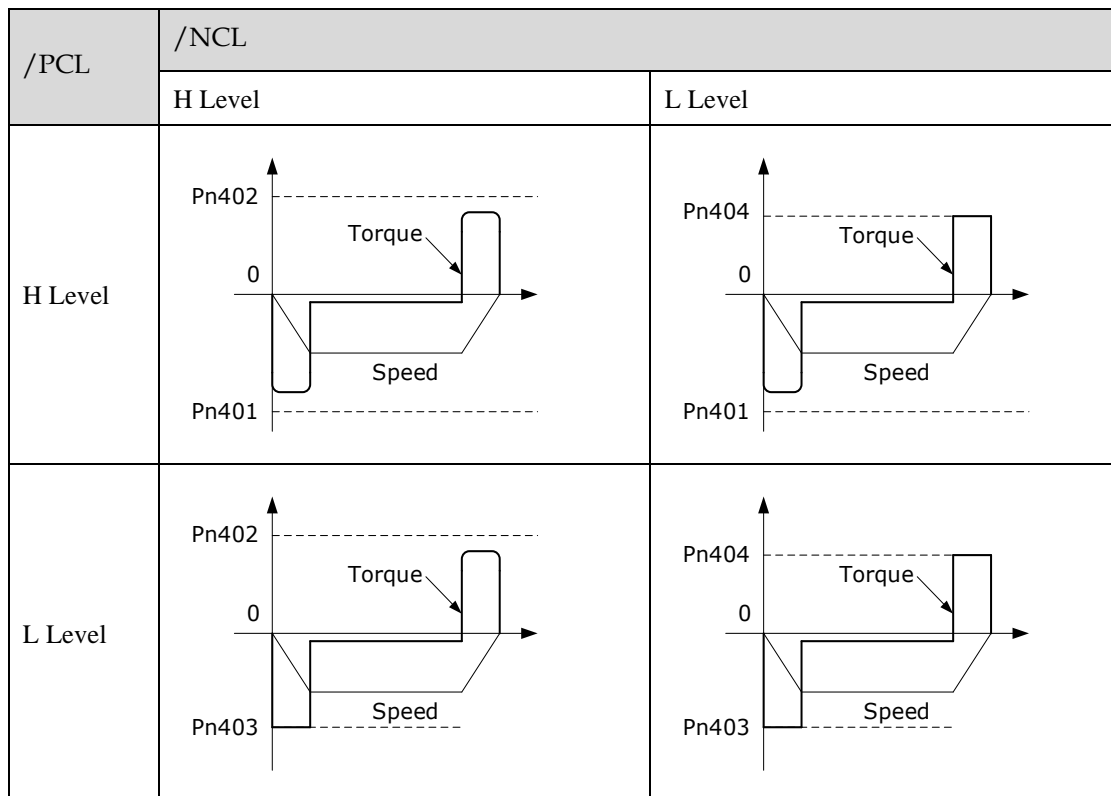 /PCL
/NCL
H Level
L Level
H Level
Pn402
Torque
0
Speed
Pn401
Pn404
Torque
0
Speed
Pn401
L Level
Pn402
Torque
0
Speed
Pn403
Pn404
Torque
0
Speed
Pn403